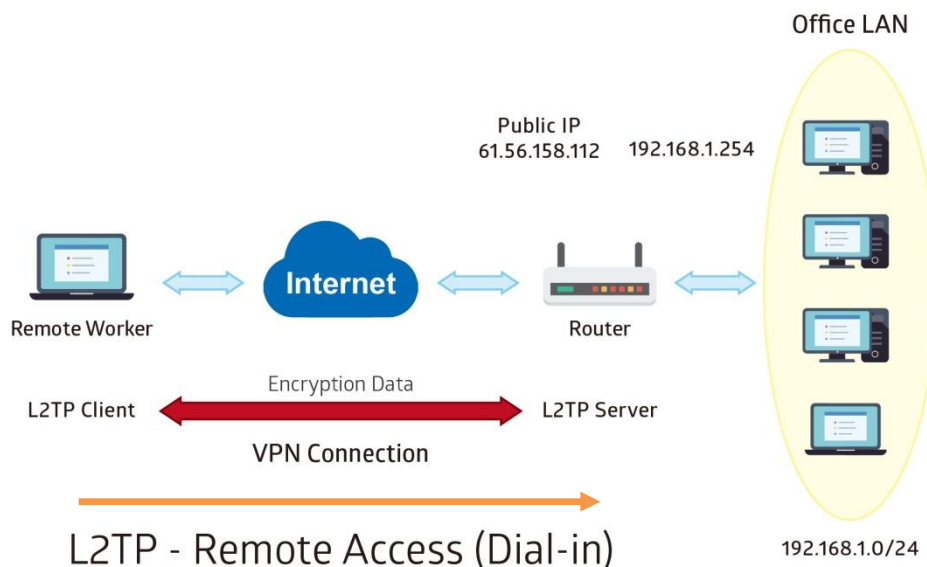 Office LAN
Public IP
61.56.158.112
192.168.1.254
Internet
Remote Worker
Router
Encryption Data
L2TP Client
L2TP Server
VPN Connection
L2TP - Remote Access (Dial-in)
192.168.1.0/24